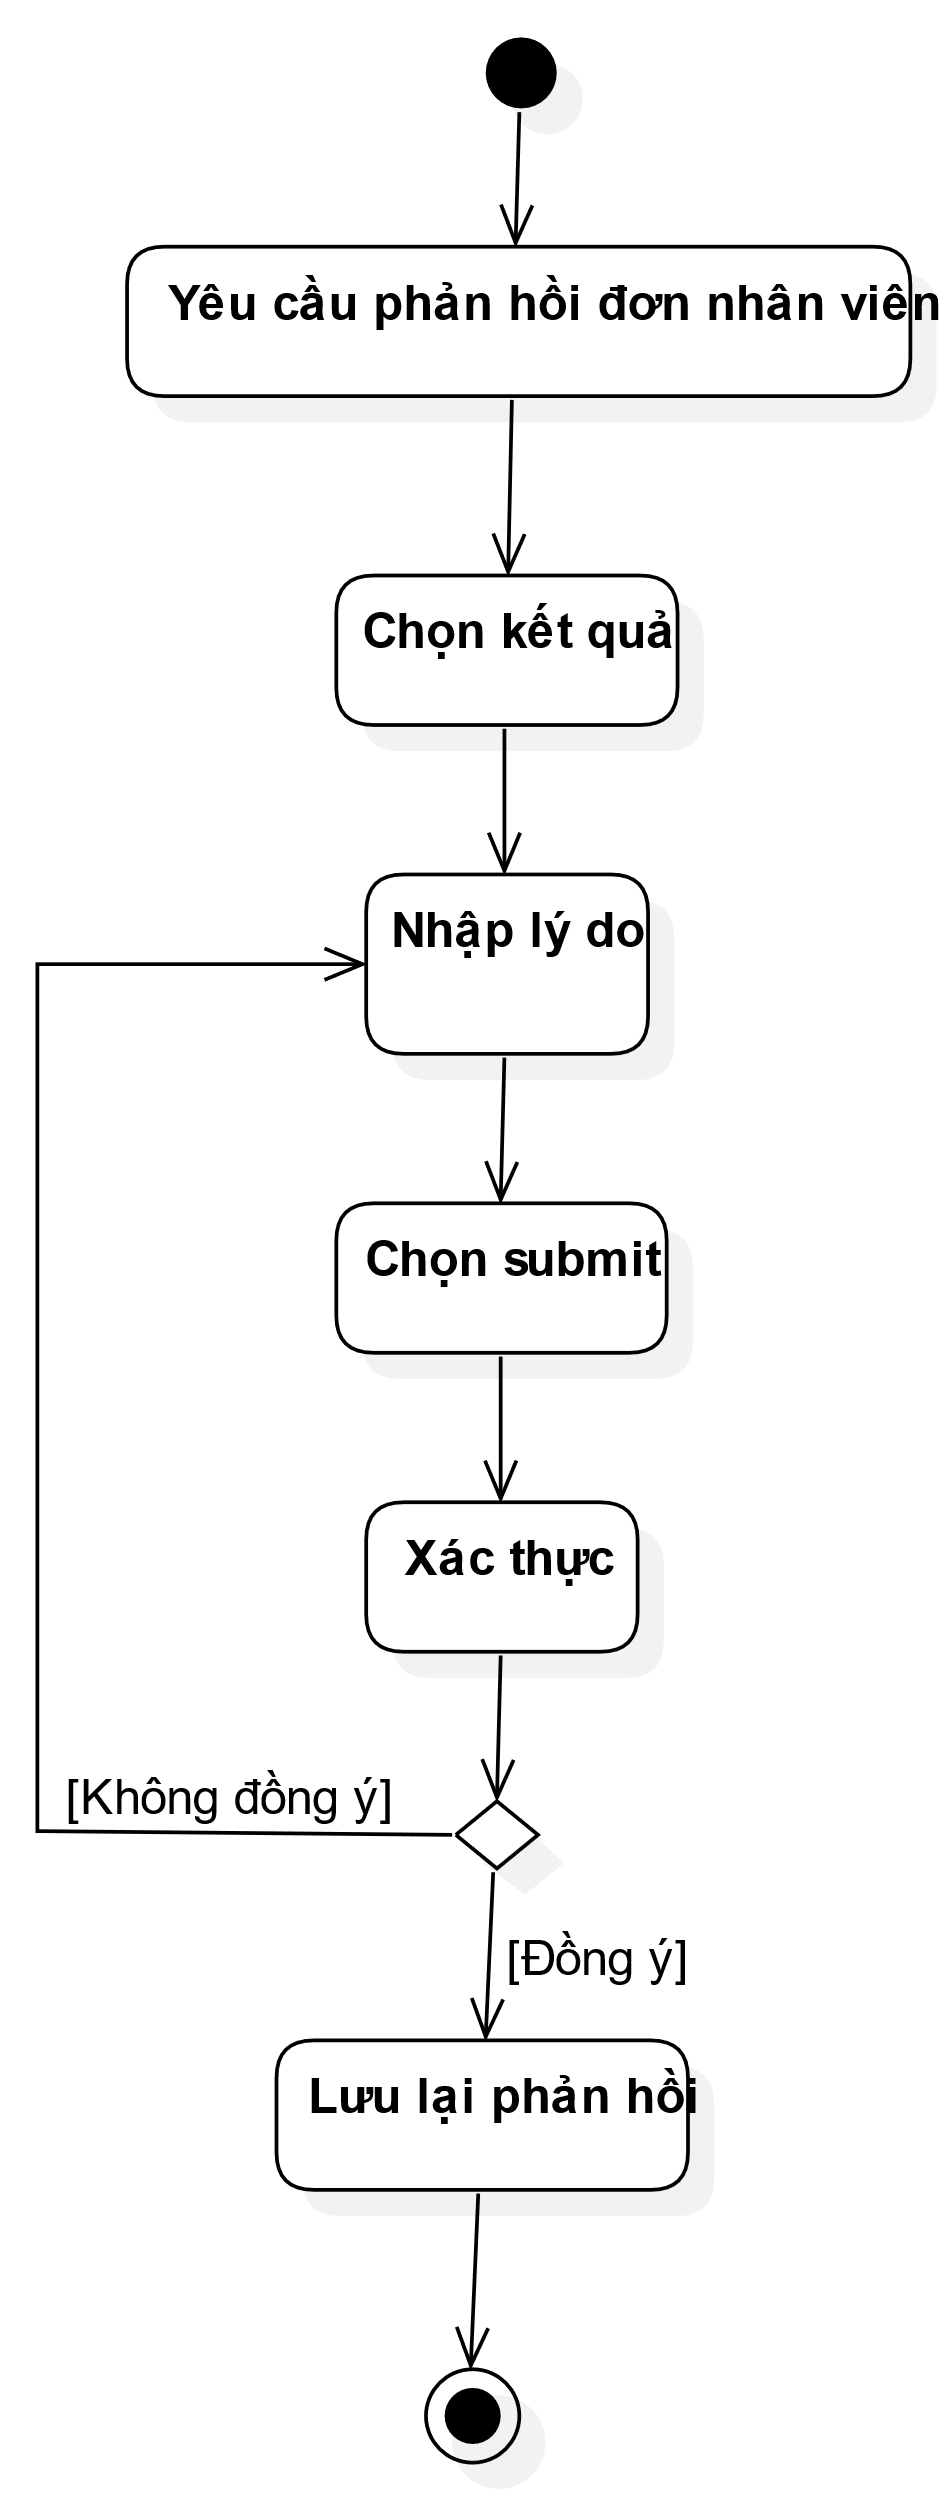 Yêu cầu phản hồi đơn nhân viên
Chọn kết quả
Nhập lý do
Chọn submit
Xác thực
[Không đồng ý]
[Đồng ý]
Lưu lại phản hồi